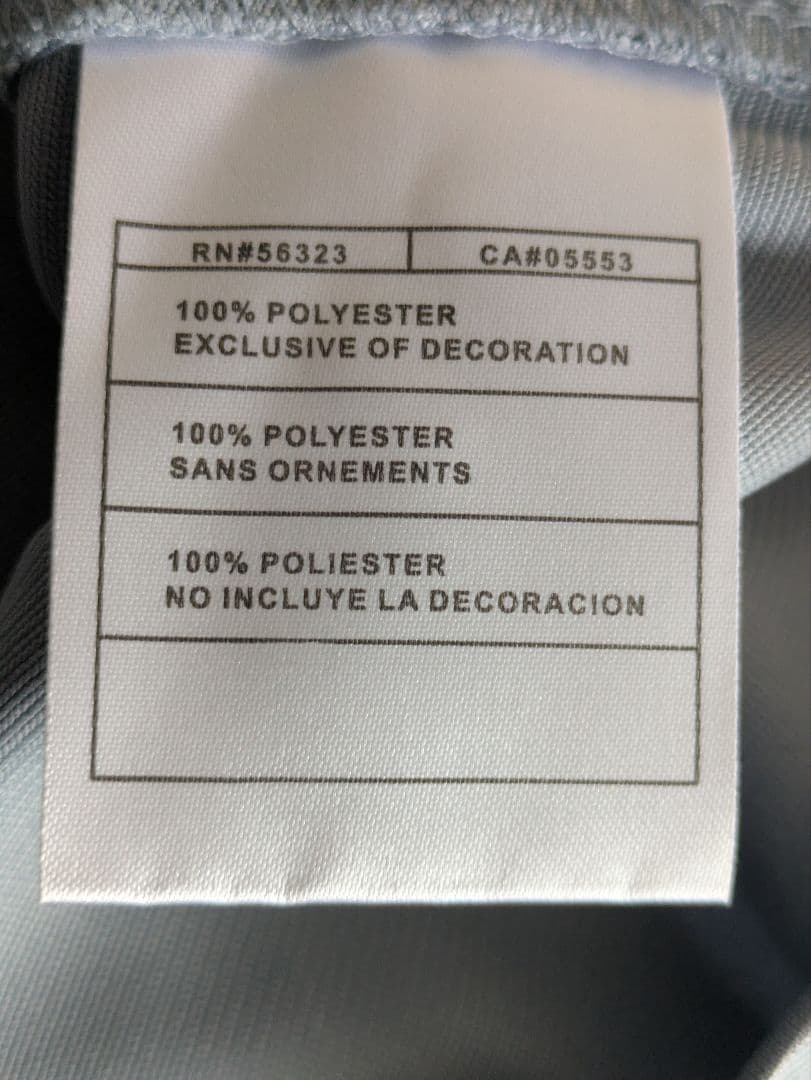 RN#56323 CA#05553
100% POLYESTER
EXCLUSIVE OF DECORATION
100% POLYESTER
SANS ORNEMENTS
100% POLIESTER
NO INCLUYE LA DECORACION